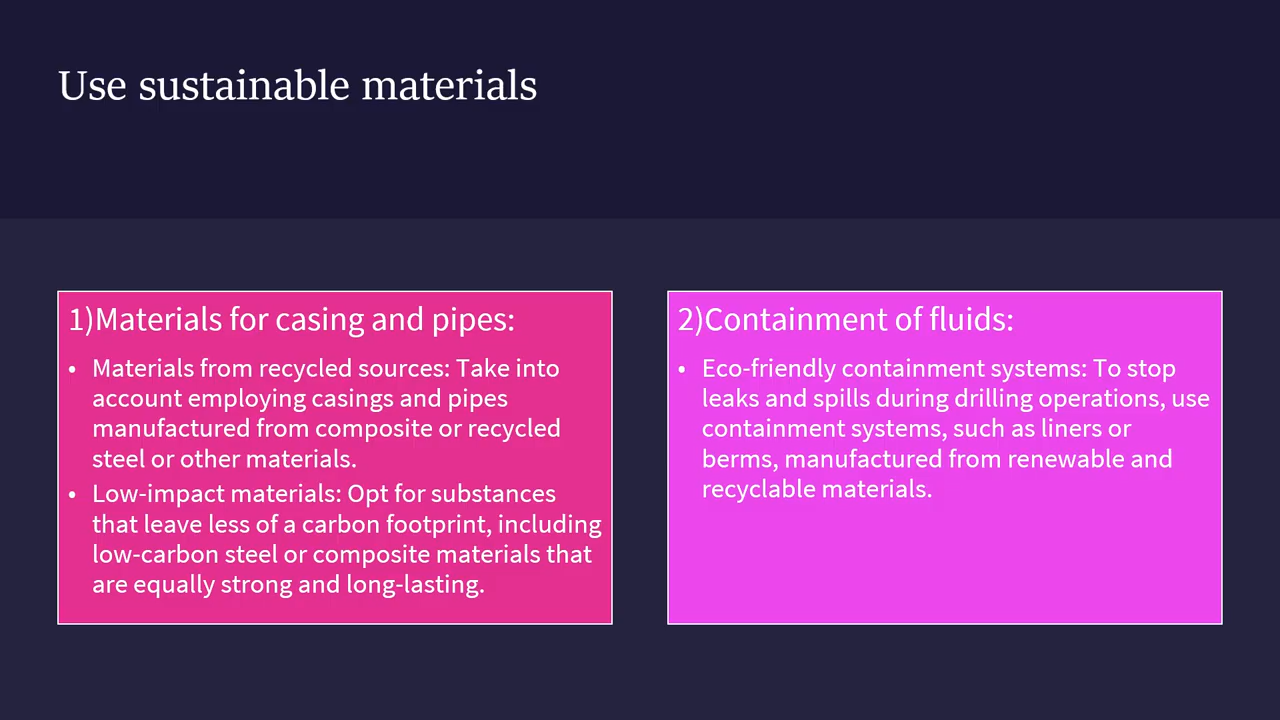 Use sustainable materials
1)Materials for casing and pipes:
• Materials from recycled sources: Take into
account employing casings and pipes
manufactured from composite or recycled
steel or other materials.
• Low-impact materials: Opt for substances
that leave less of a carbon footprint, including
low-carbon steel or composite materials that
are equally strong and long-lasting.
2)Containment of fluids:
• Eco-friendly containment systems: To stop
leaks and spills during drilling operations, use
containment systems, such as liners or
berms, manufactured from renewable and
recyclable materials.